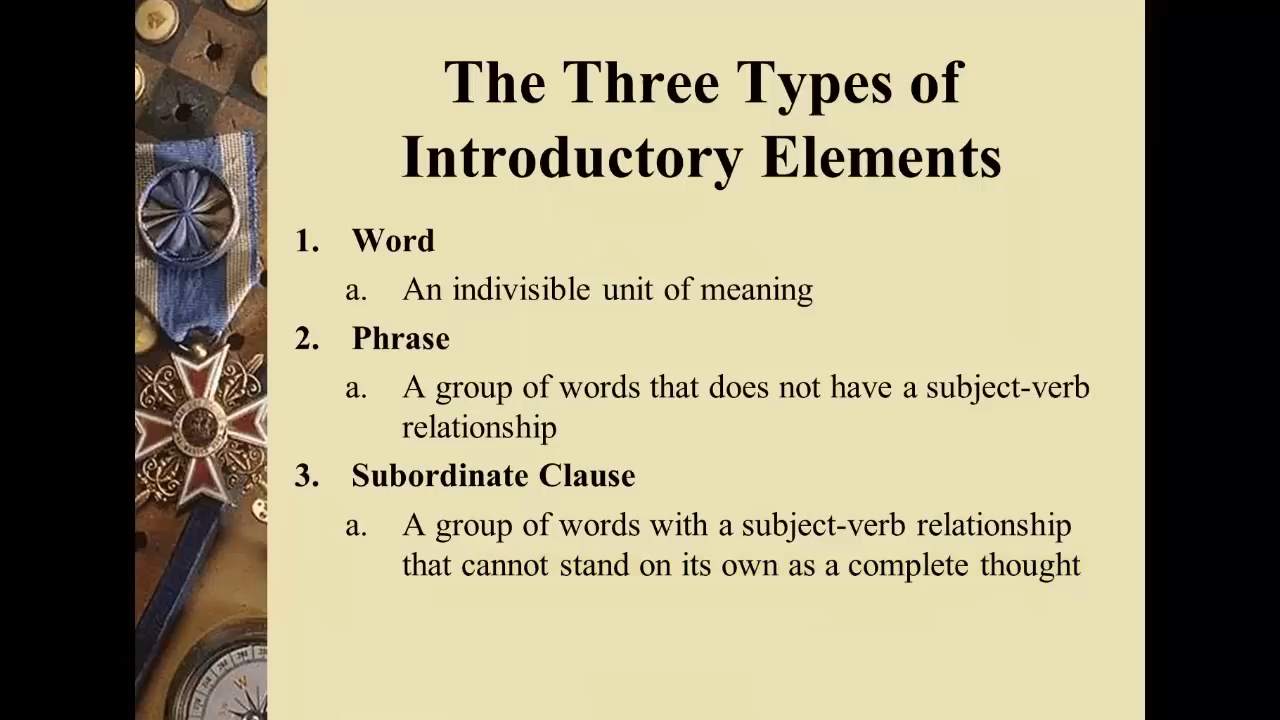 The Three Types of
Introductory Elements
1. Word
a. An indivisible unit of meaning
2. Phrase
a. A group of words that does not have a subject-verb
relationship
3. Subordinate Clause
a. A group of words with a subject-verb relationship
that cannot stand on its own as a complete thought
W